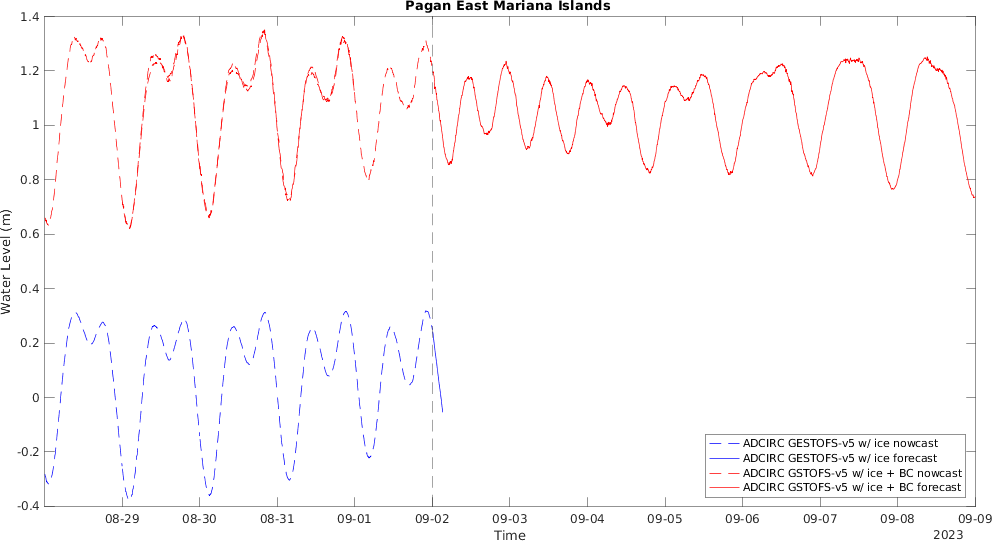 Pagan East Mariana Islands
Water Level (m)
1.4
1.2
1
0.8
0.6
0.4
0.2
0
-0.2
-0.4
ADCIRC GESTOFS-v5 w/ ice nowcast
ADCIRC GESTOFS-v5 w/ ice forecast
ADCIRC GSTOFS-v5 w/ ice + BC nowcast
ADCIRC GSTOFS-v5 w/ ice + BC forecast
08-29 08-30 08-31 09-01 09-02 09-03 09-04 09-05 09-06 09-07 09-08 09-09
Time
2023